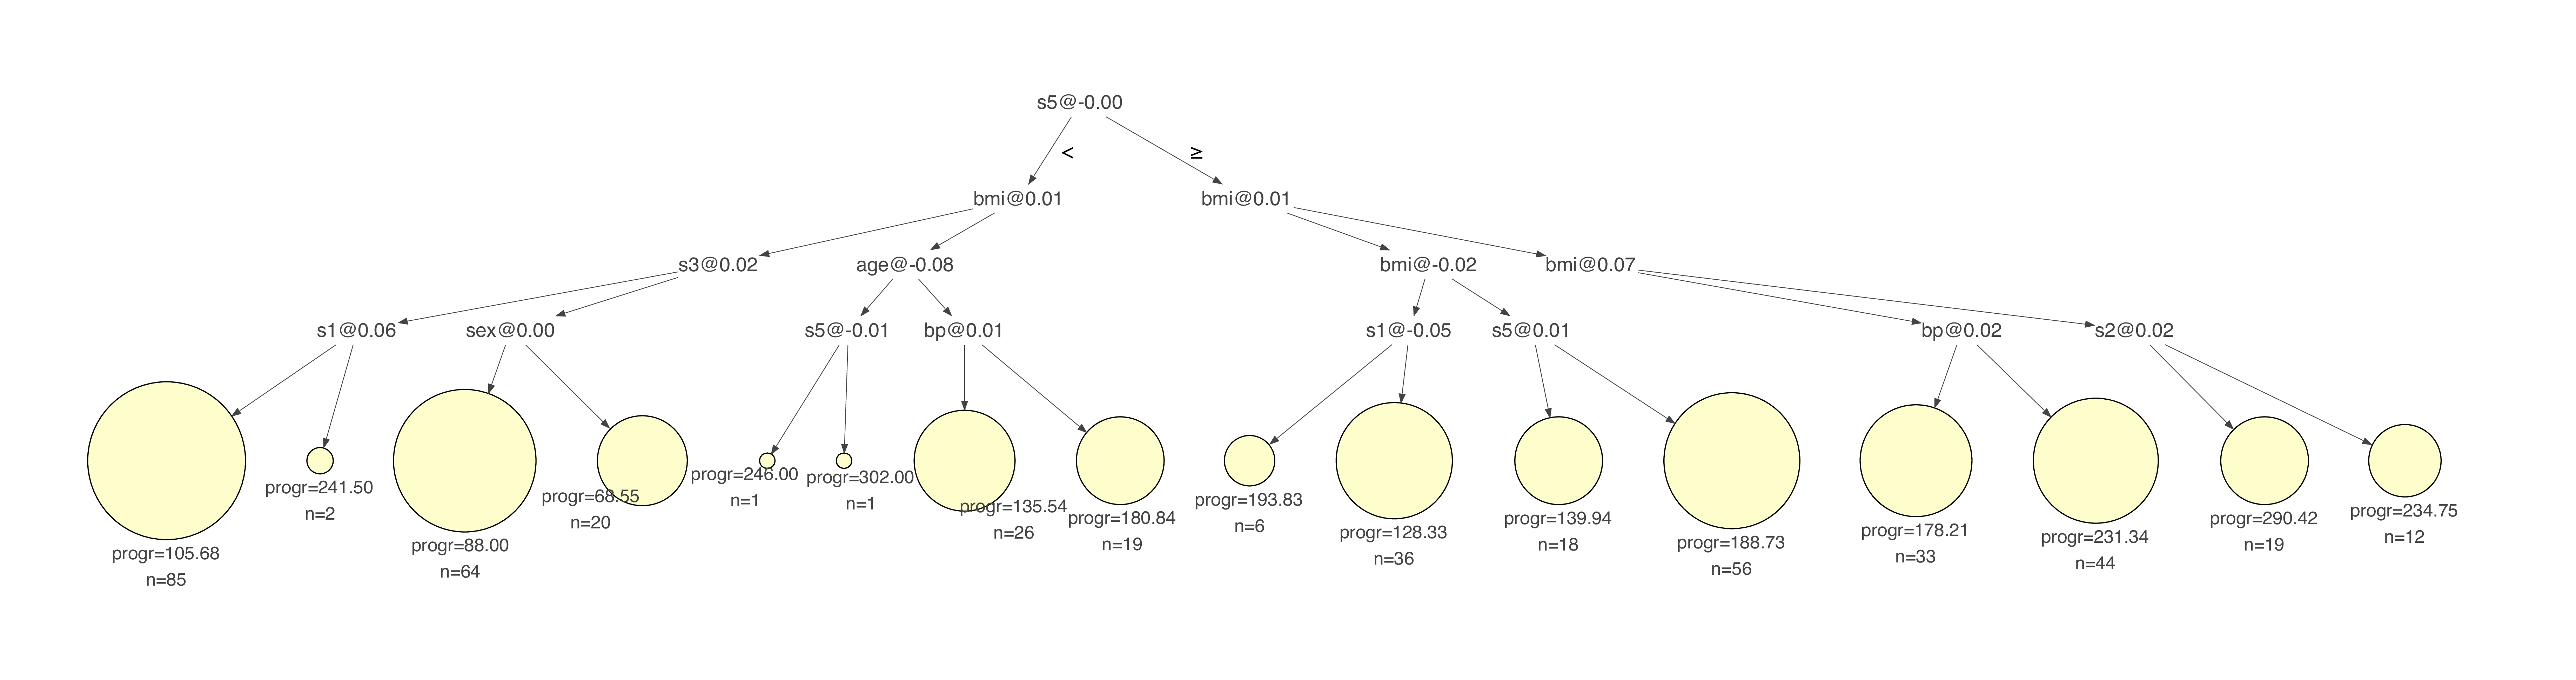 s5@-0.00
<
≥
bmi@0.01
bmi@0.01
s3@0.02
age@-0.08
bmi@-0.02
bmi@0.07
s1@0.06
sex@0.00
s5@-0.01
bp@0.01
s1@-0.05
s5@0.01
bp@0.02
s2@0.02
progr=105.68
n=85
progr=241.50
n=2
progr=88.00
n=64
progr=68.55
n=20
progr=246.00
n=1
progr=302.00
n=1
progr=135.54
n=26
progr=180.84
n=19
progr=193.83
n=6
progr=128.33
n=36
progr=139.94
n=18
progr=188.73
n=56
progr=178.21
n=33
progr=231.34
n=44
progr=290.42
n=19
progr=234.75
n=12